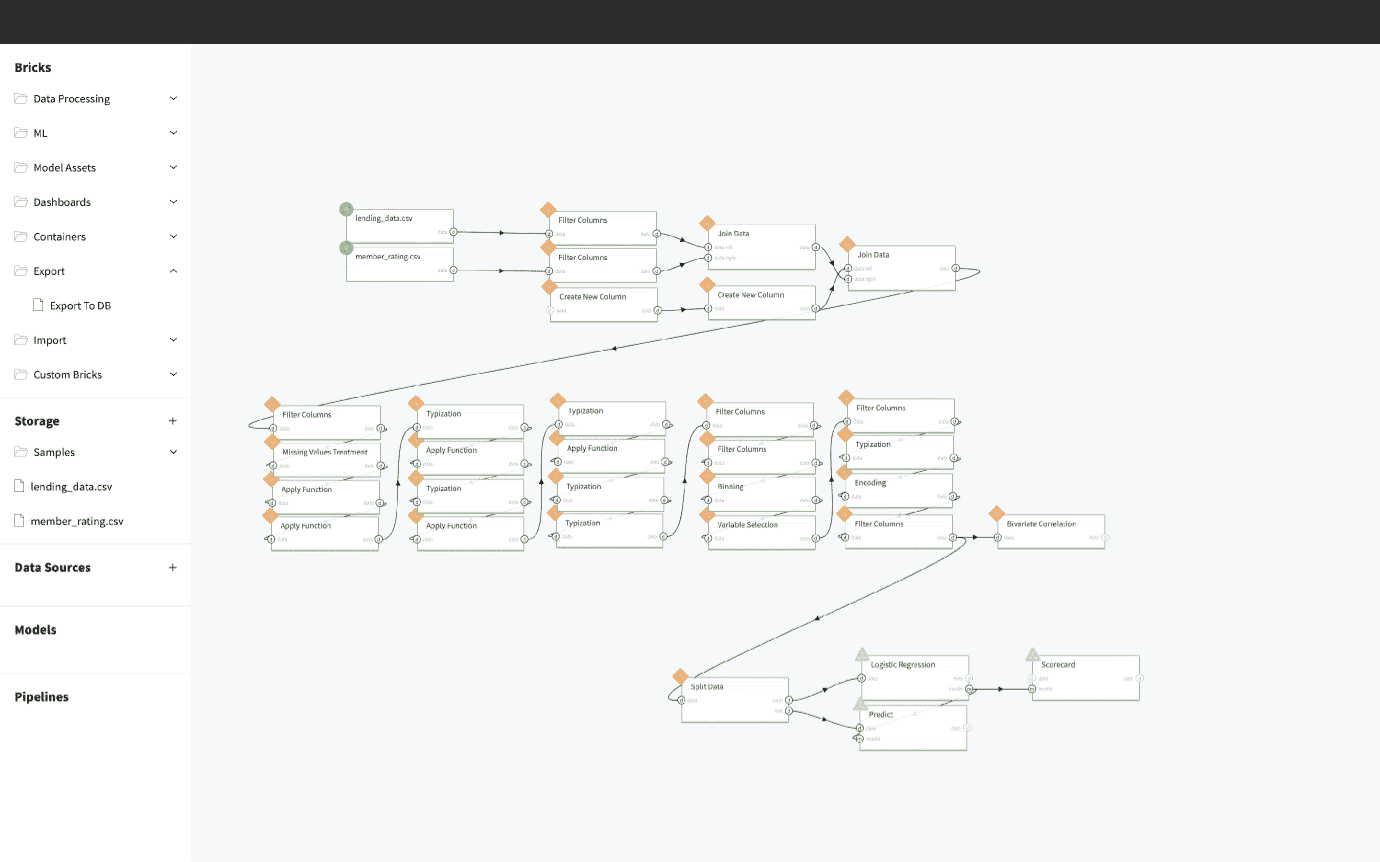 Bricks
Data Processing
ML
Model Assets
Dashboards
Containers
Export
Export To DB
Import
Custom Bricks
Storage
Samples
lending_data.csv
member_rating.csv
Data Sources
Models
Pipelines
lending_data.csv
data
member_rating.csv
data
Filter Columns
data data
Filter Columns
data data
Create New Column
data data
Join Data
data left data
data right
Create New Column
data data
Join Data
data left data
data right
Filter Columns
data data
Missing Values Treatment
data data
Apply Function
data data
Apply Function
data data
Typization
data data
Apply Function
data data
Typization
data data
Apply Function
data data
Typization
data data
Apply Function
data data
Typization
data data
Typization
data data
Filter Columns
data data
Filter Columns
data data
Binning
data data
Variable Selection
data data
Filter Columns
data data
Typization
data data
Encoding
data data
Filter Columns
data data
Bivariate Correlation
data data
Split Data
data train
test
Logistic Regression
data data
model
Predict
data data
model
Scorecard
data data
model